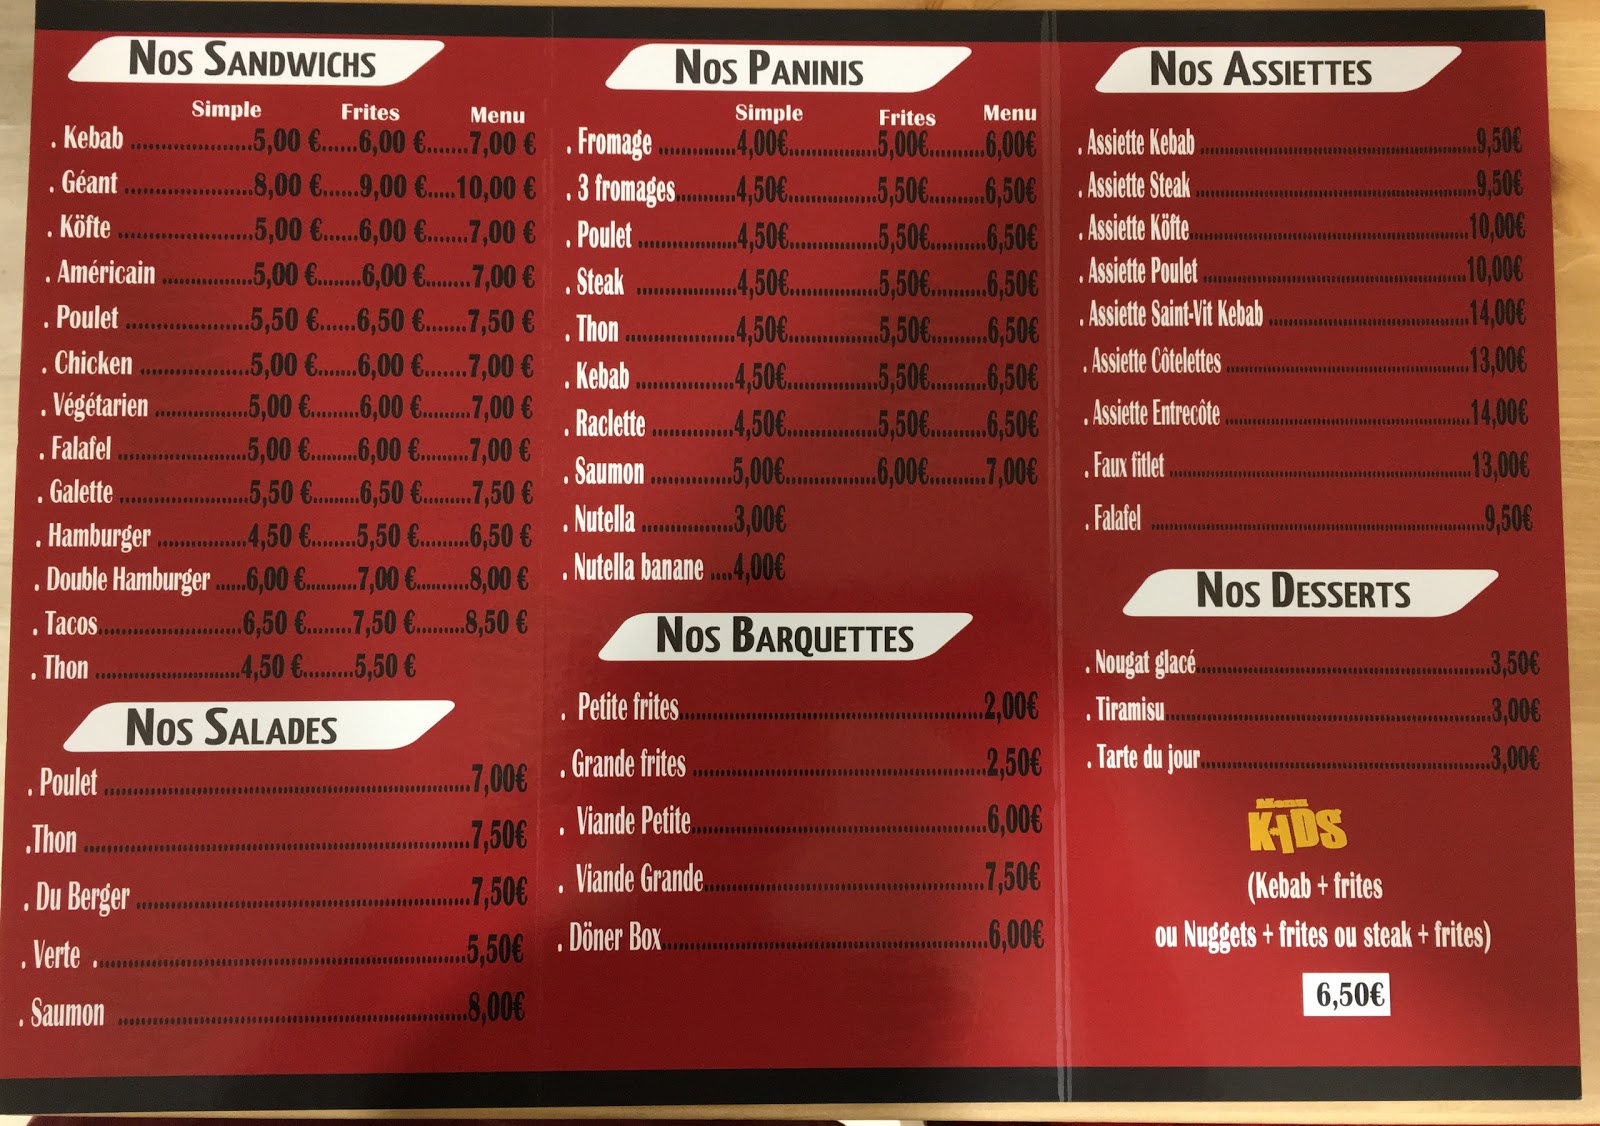 NOS SANDWICHS
Simple Frites Menu
. Kebab ........................5,00 €......6,00 €.......7,00 €
. Géant ........................8,00 €......9,00 €.....10,00 €
. Köfte ........................5,00 €......6,00 €.......7,00 €
. Américain ................5,00 €.......6,00 €........7,00 €
. Poulet ......................5,50 €......6,50 €.......7,50 €
. Chicken .....................5,00 €.......6,00 €........7,00 €
. Végétarien ................5,00 €........6,00 €.........7,00 €
. Falafel .......................5,00 €........6,00 €.........7,00 €
. Galette .......................5,50 €.........6,50 €........7,50 €
. Hamburger ................4,50 €.........5,50 €.........6,50 €
. Double Hamburger .....6,00 €.........7,00 €.........8,00 €
. Tacos..........................6,50 €.........7,50 €.........8,50 €
. Thon ..........................4,50 €.........5,50 €
NOS SALADES
. Poulet ........................7,00€
.Thon ........................7,50€
. Du Berger ........................7,50€
. Verte ........................5,50€
. Saumon ........................8,00€
NOS PANINIS
Simple Frites Menu
. Fromage ..............4,00€................5,00€..........6,00€
. 3 fromages...........4,50€................5,50€..........6,50€
. Poulet .................4,50€................5,50€..........6,50€
. Steak .................4,50€................5,50€..........6,50€
. Thon ...................4,50€................5,50€..........6,50€
. Kebab .................4,50€................5,50€..........6,50€
. Raclette ..............4,50€................5,50€..........6,50€
. Saumon ...............5,00€................6,00€..........7,00€
. Nutella ................3,00€
. Nutella banane ....4,00€
NOS BARQUETTES
. Petite frites........................2,00€
. Grande frites ........................2,50€
. Viande Petite........................6,00€
. Viande Grande........................7,50€
. Döner Box........................6,00€
NOS ASSIETTES
. Assiette Kebab ........................9,50€
. Assiette Steak ........................9,50€
. Assiette Köfte........................10,00€
. Assiette Poulet ........................10,00€
. Assiette Saint-Vit Kebab ........................14,00€
. Assiette Côtelettes ........................13,00€
. Assiette Entrecôte ........................14,00€
. Faux fitlet ........................13,00€
. Falafel ........................9,50€
NOS DESSERTS
. Nougat glacé........................3,50€
. Tiramisu........................3,00€
. Tarte du jour........................3,00€
Menu
KIDS
(Kebab + frites
ou Nuggets + frites ou steak + frites)
6,50€